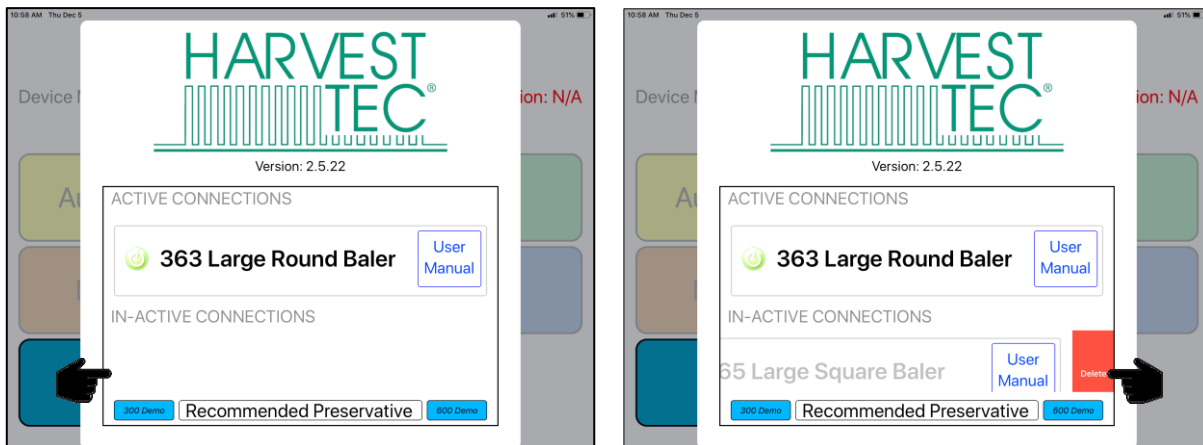 10:58 AM Thu Dec 5
51%
HARVEST
TEC®
Device
ion: N/A
Version: 2.5.22
ACTIVE CONNECTIONS
363 Large Round Baler
User
Manual
IN-ACTIVE CONNECTIONS
300 Demo
Recommended Preservative
600 Demo
10:58 AM Thu Dec 5
51%
HARVEST
TEC®
Device
ion: N/A
Version: 2.5.22
ACTIVE CONNECTIONS
363 Large Round Baler
User
Manual
IN-ACTIVE CONNECTIONS
65 Large Square Baler
User
Manual
Delete
300 Demo
Recommended Preservative
600 Demo